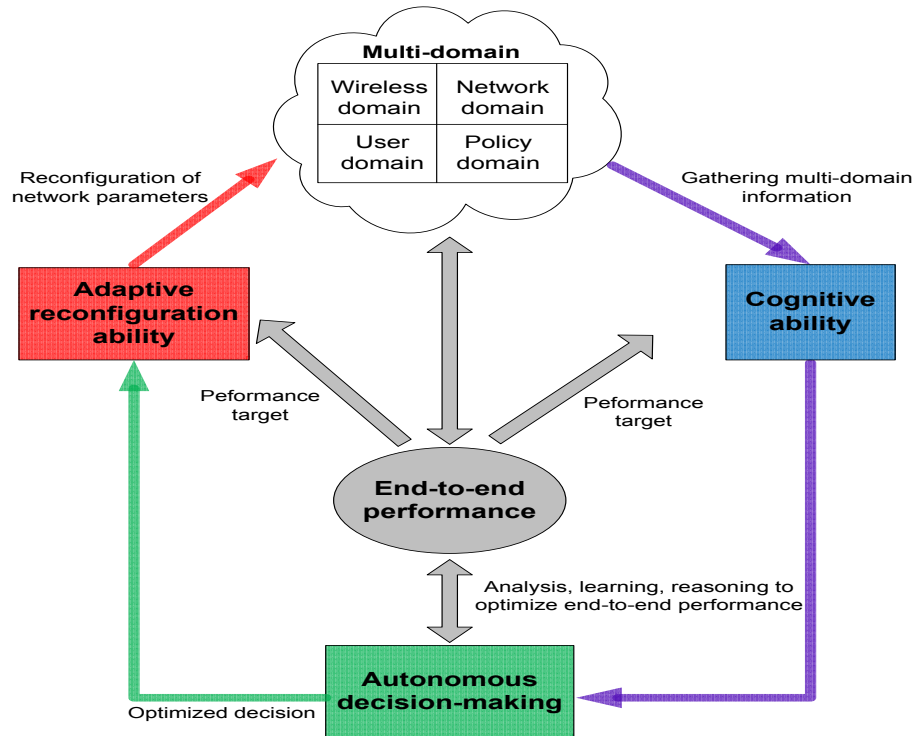 Multi-domain
Wireless
domain
Network
domain
User
domain
Policy
domain
Reconfiguration of
network parameters
Gathering multi-domain
information
Adaptive
reconfiguration
ability
Cognitive
ability
Peformance
target
Peformance
target
End-to-end
performance
Analysis, learning, reasoning to
optimize end-to-end performance
Autonomous
decision-making
Optimized decision